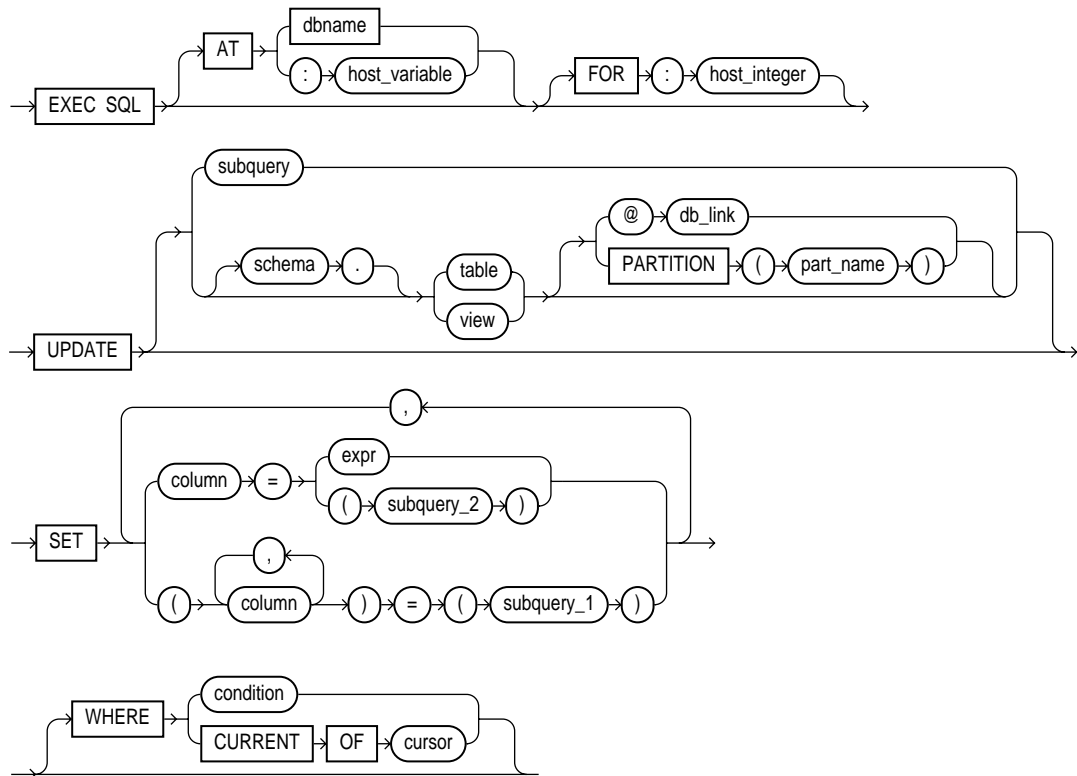 dbname
AT
: host_variable
FOR : host_integer
EXEC SQL
subquery
@ db_link
schema . table PARTITION ( part_name )
view
UPDATE
,
expr
column =
( subquery_2 )
SET
,
( column ) = ( subquery_1 )
condition
WHERE
CURRENT OF cursor